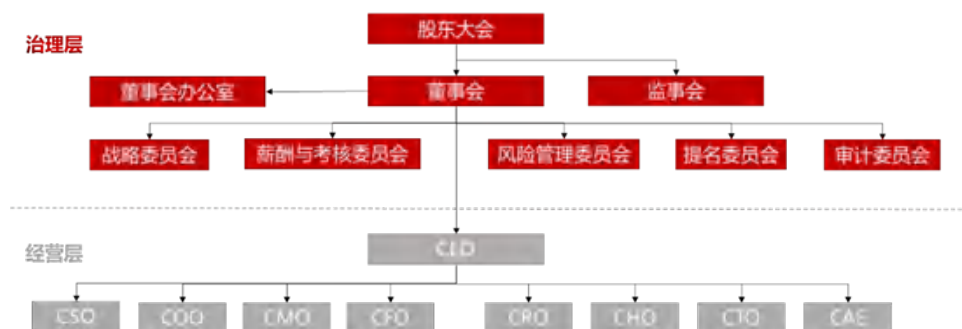 治理层
股东大会
董事会办公室
董事会
监事会
战略委员会
薪酬与考核委员会
风险管理委员会
提名委员会
审计委员会
经营层
CEO
CSO
COO
CMO
CFO
CRO
CHO
CTO
CAE